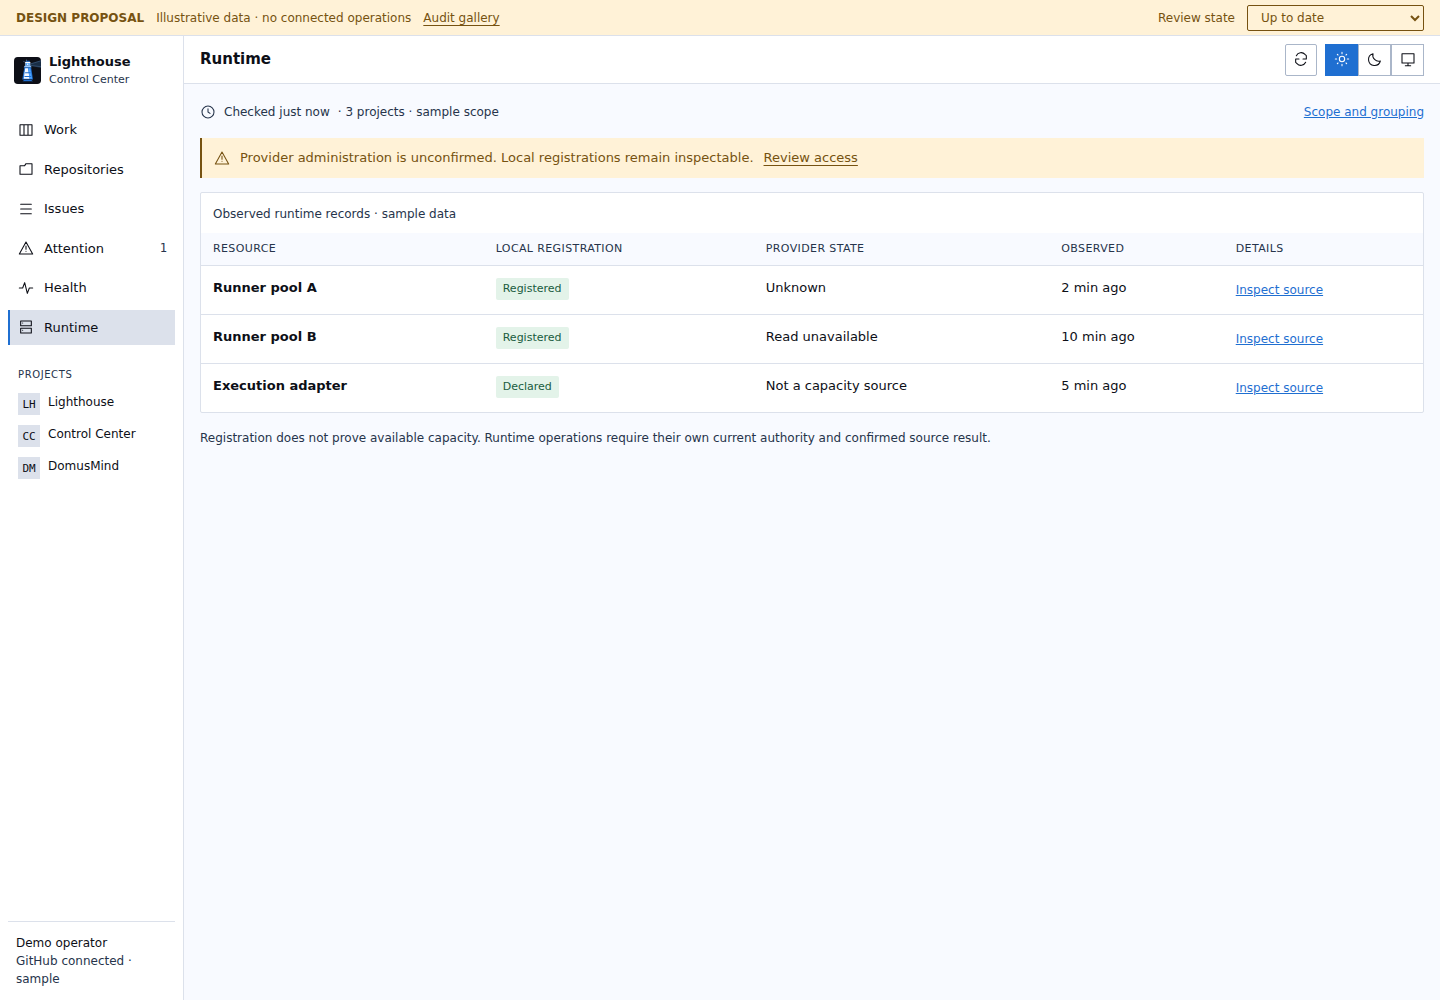 DESIGN PROPOSAL Illustrative data · no connected operations Audit gallery Review state Up to date
Lighthouse
Control Center
Work
Repositories
Issues
Attention 1
Health
Runtime
PROJECTS
LH Lighthouse
CC Control Center
DM DomusMind
Demo operator
GitHub connected ·
sample
Runtime
Checked just now · 3 projects · sample scope Scope and grouping
Provider administration is unconfirmed. Local registrations remain inspectable. Review access
Observed runtime records · sample data
RESOURCE LOCAL REGISTRATION PROVIDER STATE OBSERVED DETAILS
Runner pool A Registered Unknown 2 min ago Inspect source
Runner pool B Registered Read unavailable 10 min ago Inspect source
Execution adapter Declared Not a capacity source 5 min ago Inspect source
Registration does not prove available capacity. Runtime operations require their own current authority and confirmed source result.